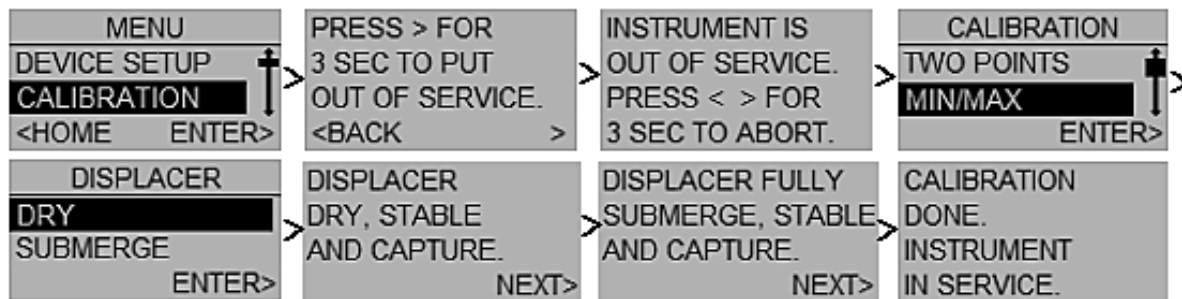 MENU
DEVICE SETUP
CALIBRATION
<HOME ENTER>
>
PRESS > FOR
3 SEC TO PUT
OUT OF SERVICE.
<BACK >
>
INSTRUMENT IS
OUT OF SERVICE.
PRESS < > FOR
3 SEC TO ABORT.
>
CALIBRATION
TWO POINTS
MIN/MAX
ENTER>
>
DISPLACER
DRY
SUBMERGE
ENTER>
>
DISPLACER
DRY, STABLE
AND CAPTURE.
NEXT>
>
DISPLACER FULLY
SUBMERGE, STABLE
AND CAPTURE.
NEXT>
>
CALIBRATION
DONE.
INSTRUMENT
IN SERVICE.